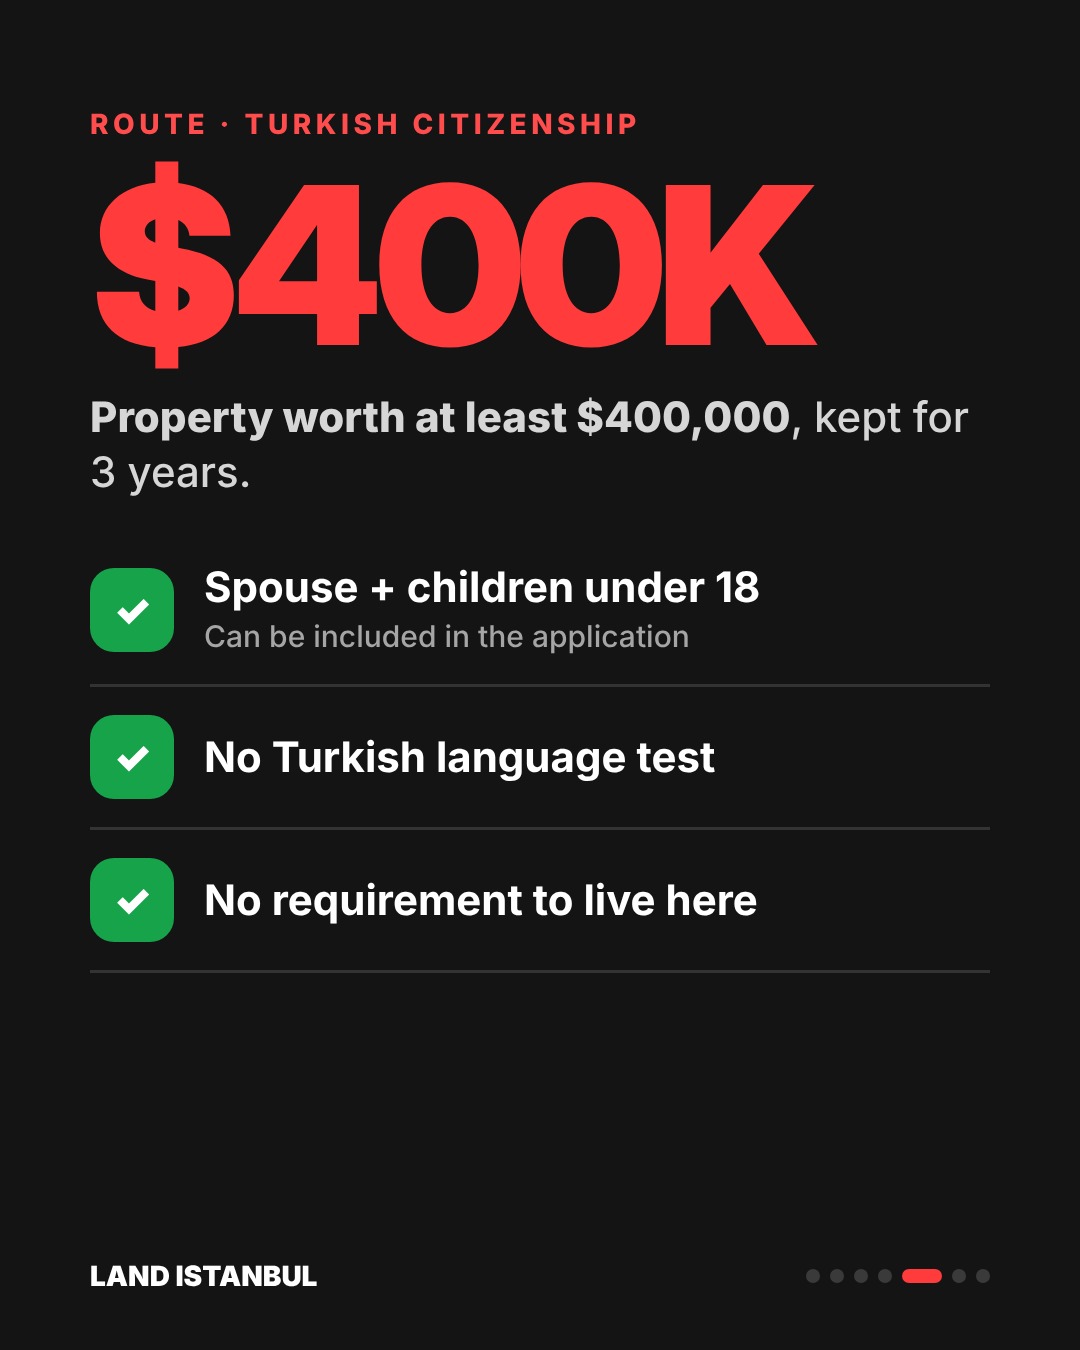 ROUTE · TURKISH CITIZENSHIP
$400K
Property worth at least $400,000, kept for
3 years.
Spouse + children under 18
Can be included in the application
No Turkish language test
No requirement to live here
LAND ISTANBUL